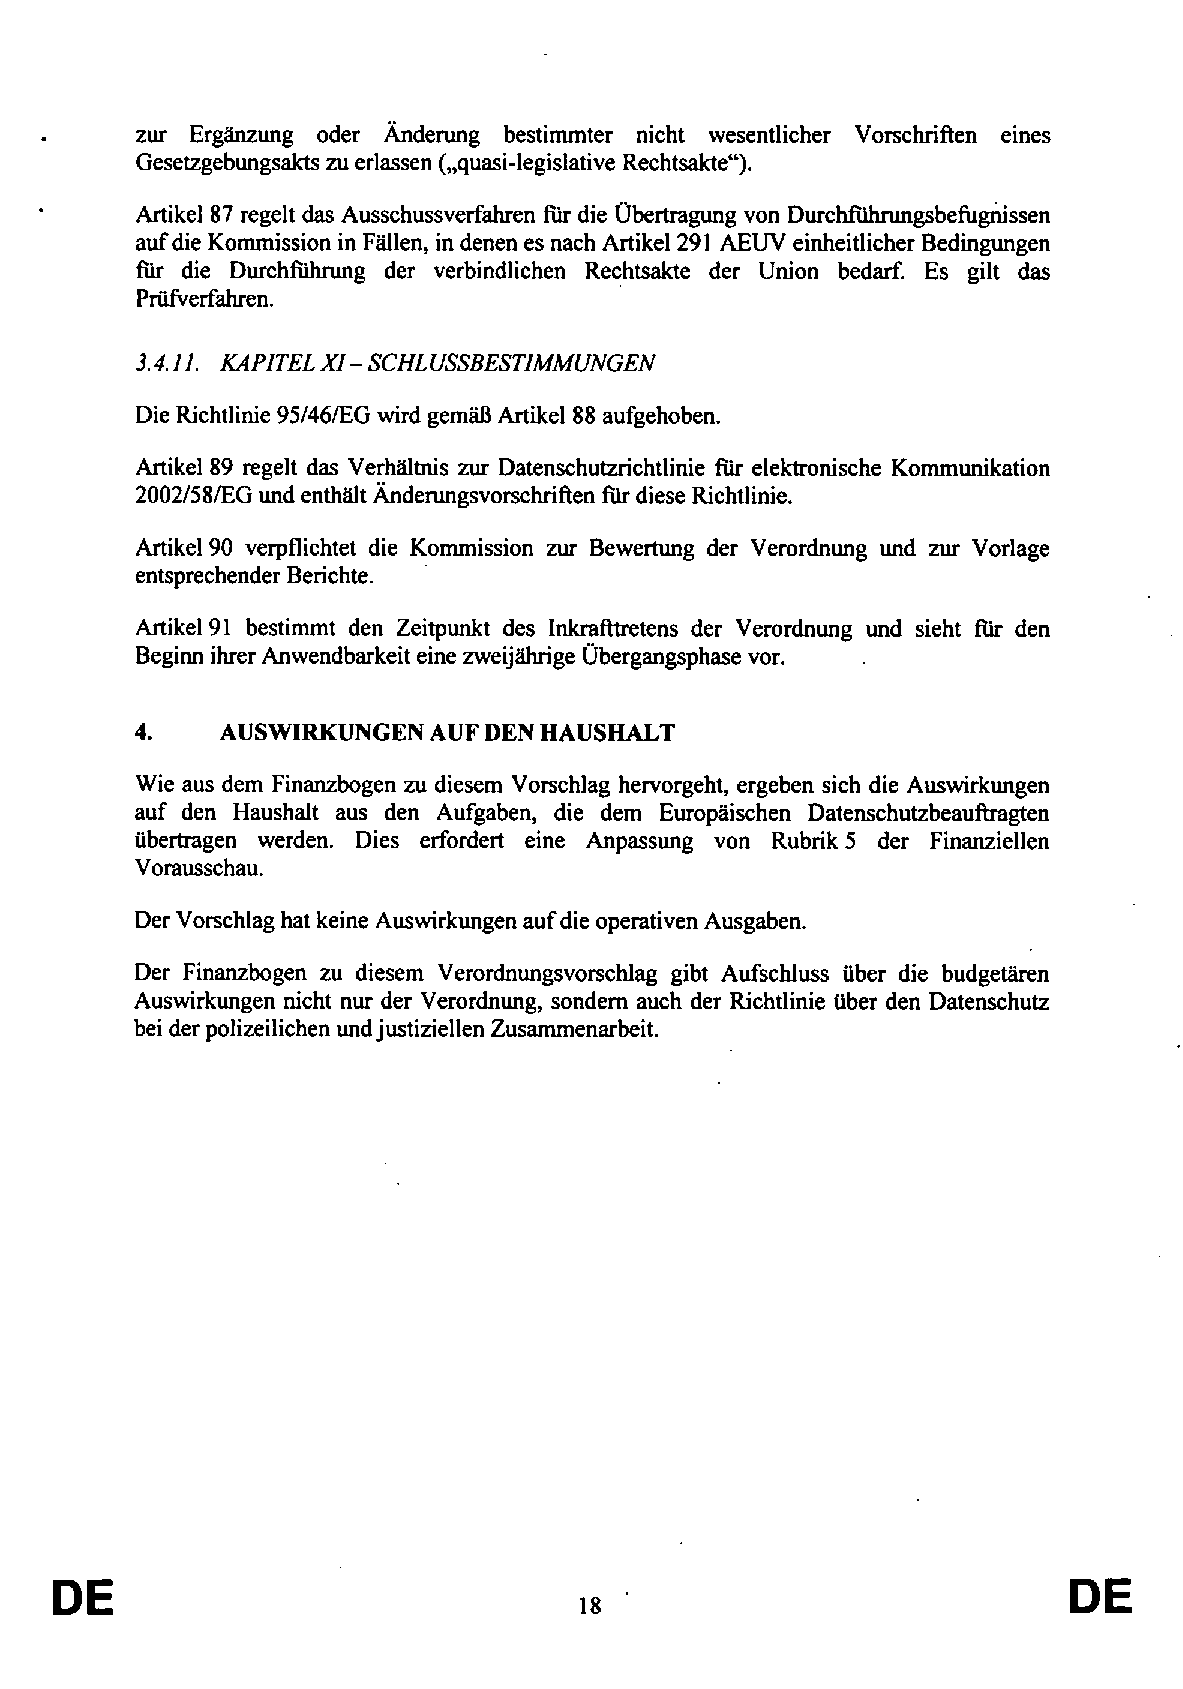 zur Ergänzung oder Änderung bestimmter nicht wesentlicher Vorschriften eines
Gesetzgebungsakts zu erlassen („quasi-legislative Rechtsakte“).
Artikel 87 regelt das Ausschussverfahren für die Übertragung von Durchführungsbefugnissen
auf die Kommission in Fällen, in denen es nach Artikel 291 AEUV einheitlicher Bedingungen
für die Durchführung der verbindlichen Rechtsakte der Union bedarf. Es gilt das
Prüfverfahren.
3.4.11. KAPITEL XI – SCHLUSSBESTIMMUNGEN
Die Richtlinie 95/46/EG wird gemäß Artikel 88 aufgehoben.
Artikel 89 regelt das Verhältnis zur Datenschutzrichtlinie für elektronische Kommunikation
2002/58/EG und enthält Änderungsvorschriften für diese Richtlinie.
Artikel 90 verpflichtet die Kommission zur Bewertung der Verordnung und zur Vorlage
entsprechender Berichte.
Artikel 91 bestimmt den Zeitpunkt des Inkrafttretens der Verordnung und sieht für den
Beginn ihrer Anwendbarkeit eine zweijährige Übergangsphase vor.
4. AUSWIRKUNGEN AUF DEN HAUSHALT
Wie aus dem Finanzbogen zu diesem Vorschlag hervorgeht, ergeben sich die Auswirkungen
auf den Haushalt aus den Aufgaben, die dem Europäischen Datenschutzbeauftragten
übertragen werden. Dies erfordert eine Anpassung von Rubrik 5 der Finanziellen
Vorausschau.
Der Vorschlag hat keine Auswirkungen auf die operativen Ausgaben.
Der Finanzbogen zu diesem Verordnungsvorschlag gibt Aufschluss über die budgetären
Auswirkungen nicht nur der Verordnung, sondern auch der Richtlinie über den Datenschutz
bei der polizeilichen und justiziellen Zusammenarbeit.
DE 18 DE